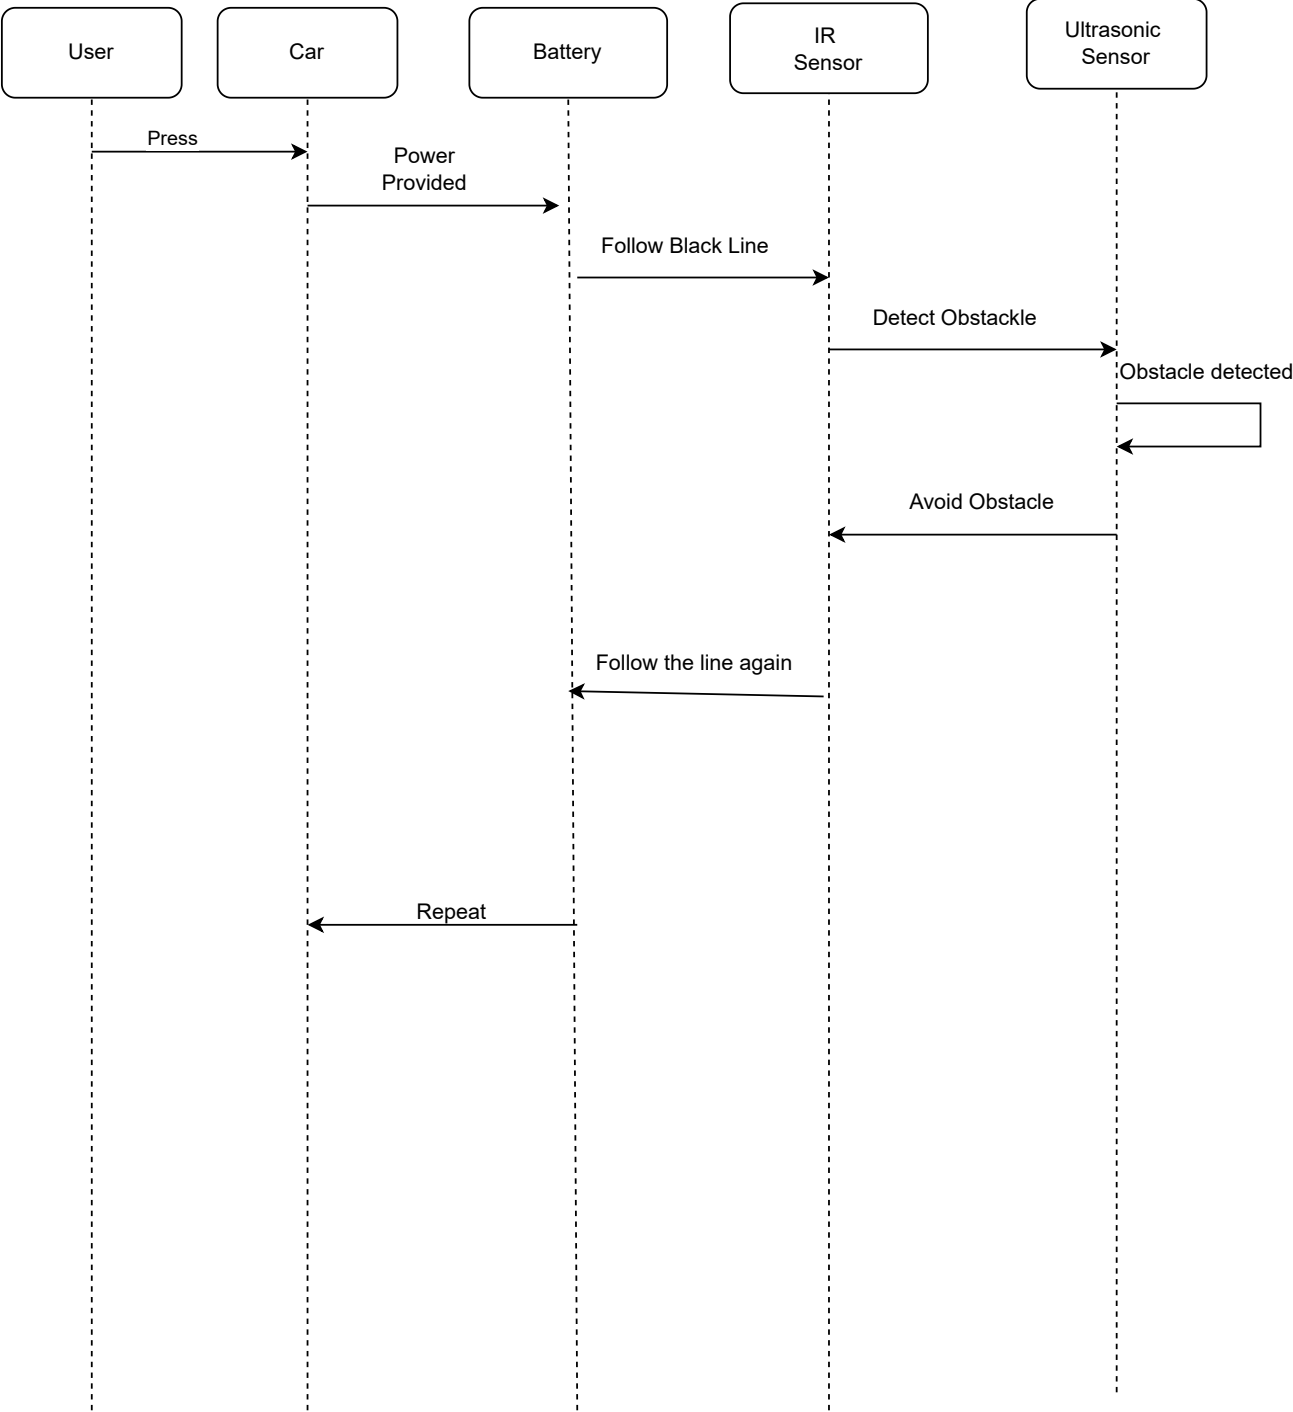 User
Car
Battery
IR
Sensor
Ultrasonic
Sensor
Press
Power
Provided
Follow Black Line
Detect Obstackle
Obstacle detected
Avoid Obstacle
Follow the line again
Repeat